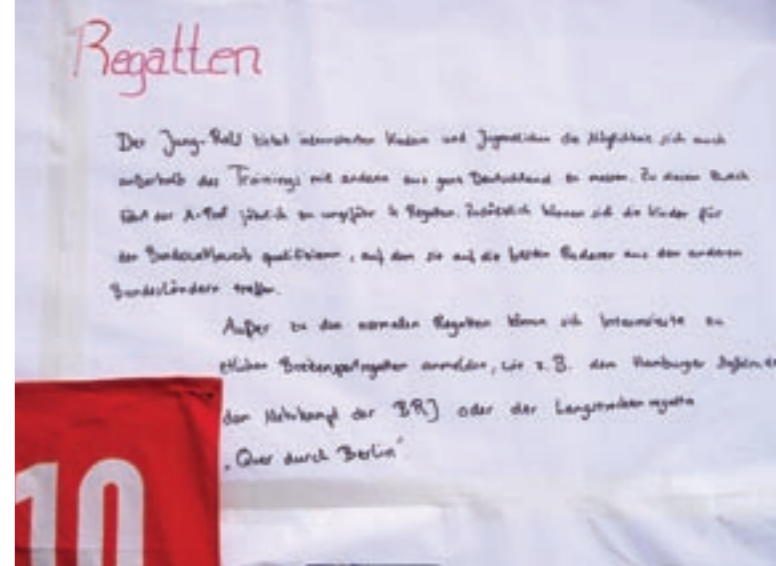 Regatten
Der Jung-RaU bietet interessierten Kindern und Jugendlichen die Möglichkeit sich auch
außerhalb des Trainings mit anderen aus ganz Deutschland zu messen. Zu diesem Zweck
fährt der jährlich zu ungefähr 4 Regatten. Zusätzlich können sich die Kinder für
den Bundeswettbewerb qualifizieren, auf dem sie auf die besten Ruderer aus den anderen
Bundesländern treffen.
Außer zu den normalen Regatten können sich Interessierte zu
etlichen Breitensportregatten anmelden, wie z.B. den Hamburger
den Mehrkampf der BRJ oder der Langstreckenregatta
„Quer durch Berlin"
10